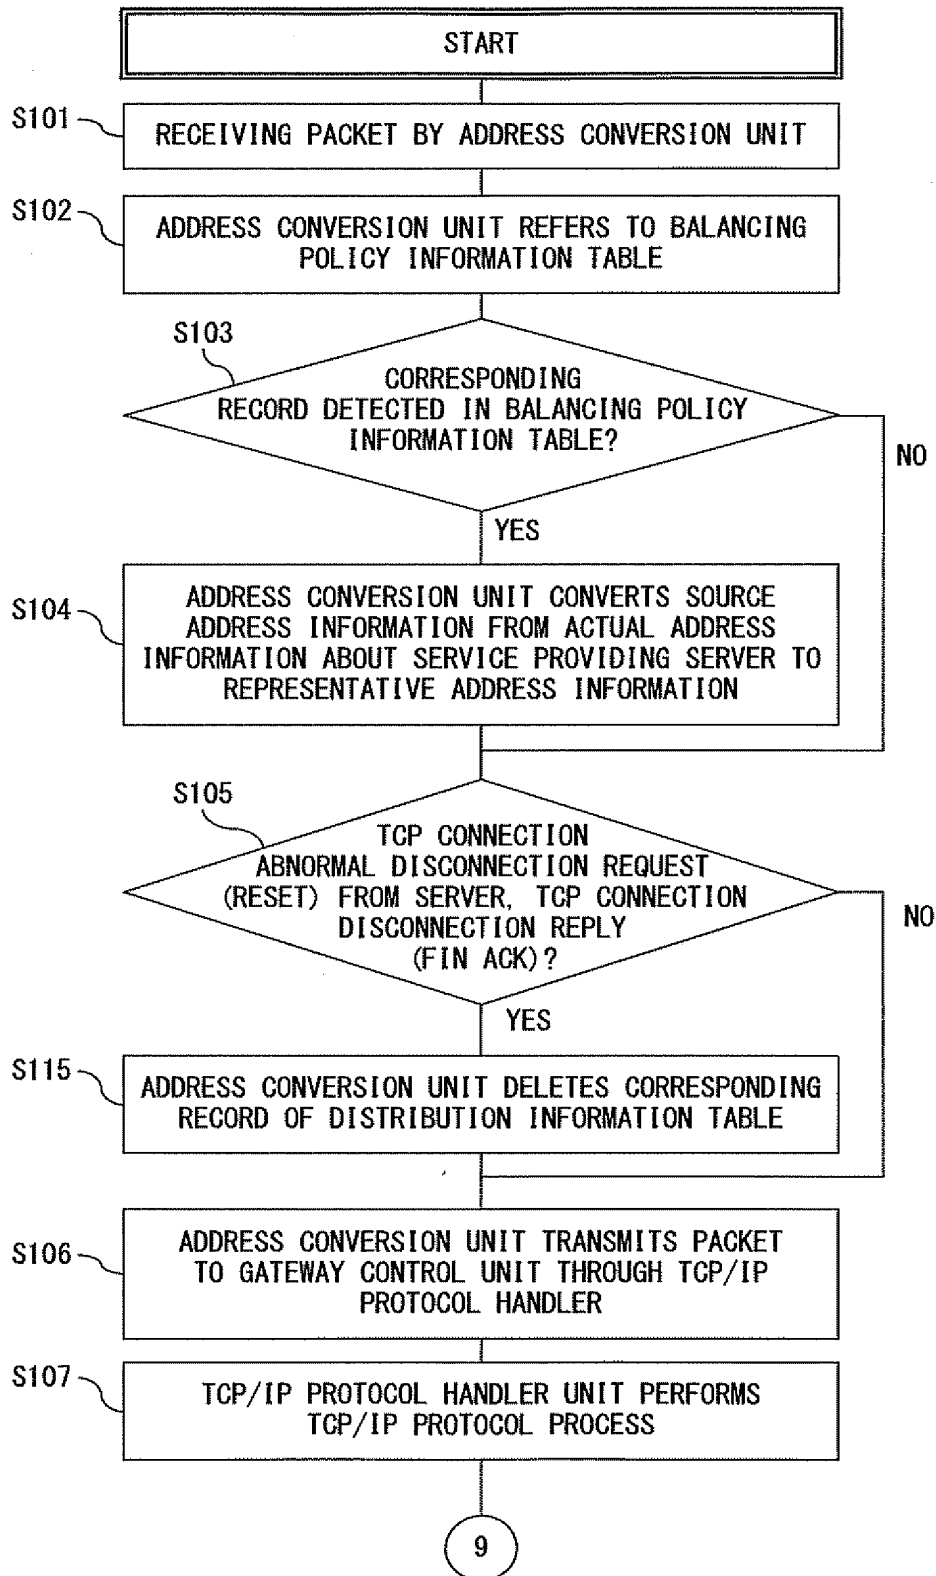 START
S101
RECEIVING PACKET BY ADDRESS CONVERSION UNIT
S102
ADDRESS CONVERSION UNIT REFERS TO BALANCING
POLICY INFORMATION TABLE
S103
CORRESPONDING
RECORD DETECTED IN BALANCING POLICY
INFORMATION TABLE?
NO
YES
S104
ADDRESS CONVERSION UNIT CONVERTS SOURCE
ADDRESS INFORMATION FROM ACTUAL ADDRESS
INFORMATION ABOUT SERVICE PROVIDING SERVER TO
REPRESENTATIVE ADDRESS INFORMATION
S105
TCP CONNECTION
ABNORMAL DISCONNECTION REQUEST
(RESET) FROM SERVER, TCP CONNECTION
DISCONNECTION REPLY
(FIN ACK)?
NO
YES
S115
ADDRESS CONVERSION UNIT DELETES CORRESPONDING
RECORD OF DISTRIBUTION INFORMATION TABLE
S106
ADDRESS CONVERSION UNIT TRANSMITS PACKET
TO GATEWAY CONTROL UNIT THROUGH TCP/IP
PROTOCOL HANDLER
S107
TCP/IP PROTOCOL HANDLER UNIT PERFORMS
TCP/IP PROTOCOL PROCESS
9